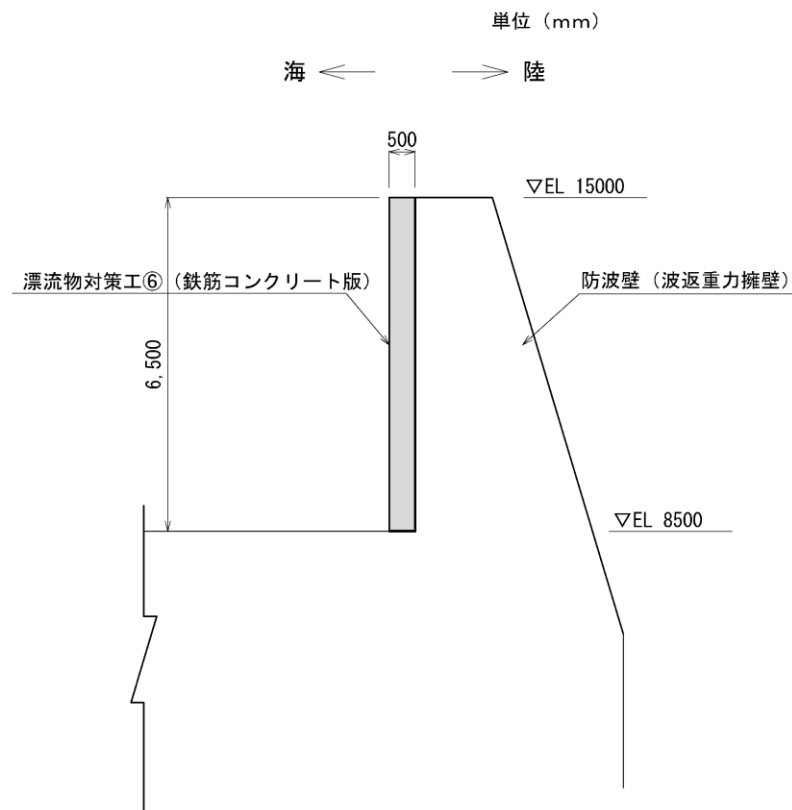 単位（mm）
海 陸
500
▽EL 15000
漂流物対策工⑥（鉄筋コンクリート版）
防波壁（波返重力擁壁）
6,500
▽EL 8500